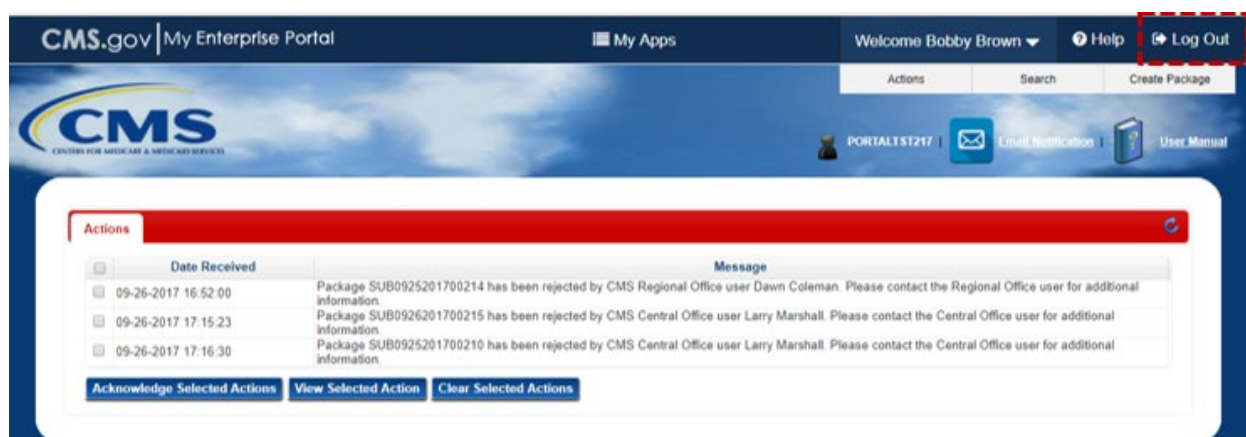 CMS.gov My Enterprise Portal My Apps Welcome Bobby Brown Help Log Out
Actions Search Create Package
CMS
CENTERS FOR MEDICARE & MEDICAID SERVICES
PORTALTST217 | Email Notification | User Manual
Actions
Date Received Message
09-26-2017 16:52:00 Package SUB0925201700214 has been rejected by CMS Regional Office user Dawn Coleman. Please contact the Regional Office user for additional
information.
09-26-2017 17:15:23 Package SUB0926201700215 has been rejected by CMS Central Office user Larry Marshall. Please contact the Central Office user for additional
information.
09-26-2017 17:16:30 Package SUB0925201700210 has been rejected by CMS Central Office user Larry Marshall. Please contact the Central Office user for additional
information.
Acknowledge Selected Actions View Selected Action Clear Selected Actions